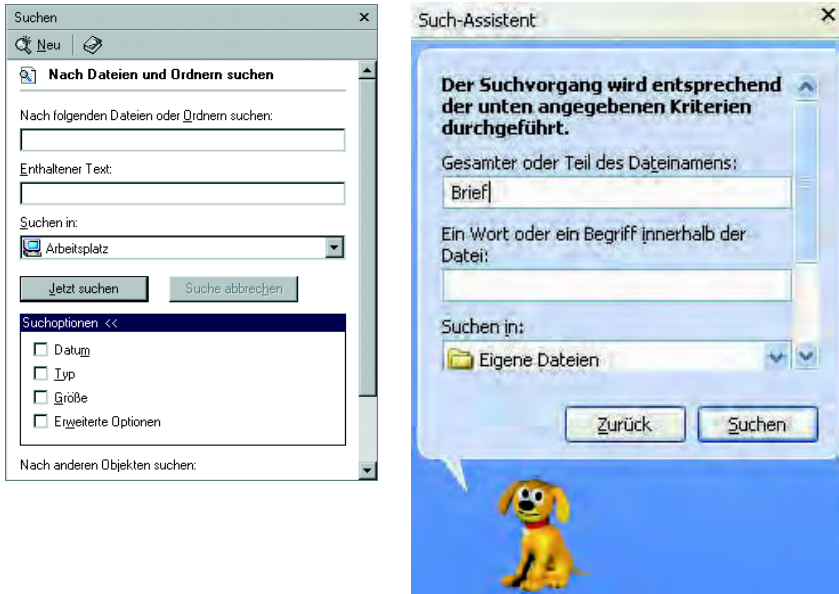 Suchen
Neu
Nach Dateien und Ordnern suchen
Nach folgenden Dateien oder Ordnern suchen:
Enthaltener Text:
Suchen in:
Arbeitsplatz
Jetzt suchen
Suche abbrechen
Suchoptionen <<
Datum
Typ
Größe
Erweiterte Optionen
Nach anderen Objekten suchen:
Such-Assistent
Der Suchvorgang wird entsprechend
der unten angegebenen Kriterien
durchgeführt.
Gesamter oder Teil des Dateinamens:
Brief
Ein Wort oder ein Begriff innerhalb der
Datei:
Suchen in:
Eigene Dateien
Zurück
Suchen